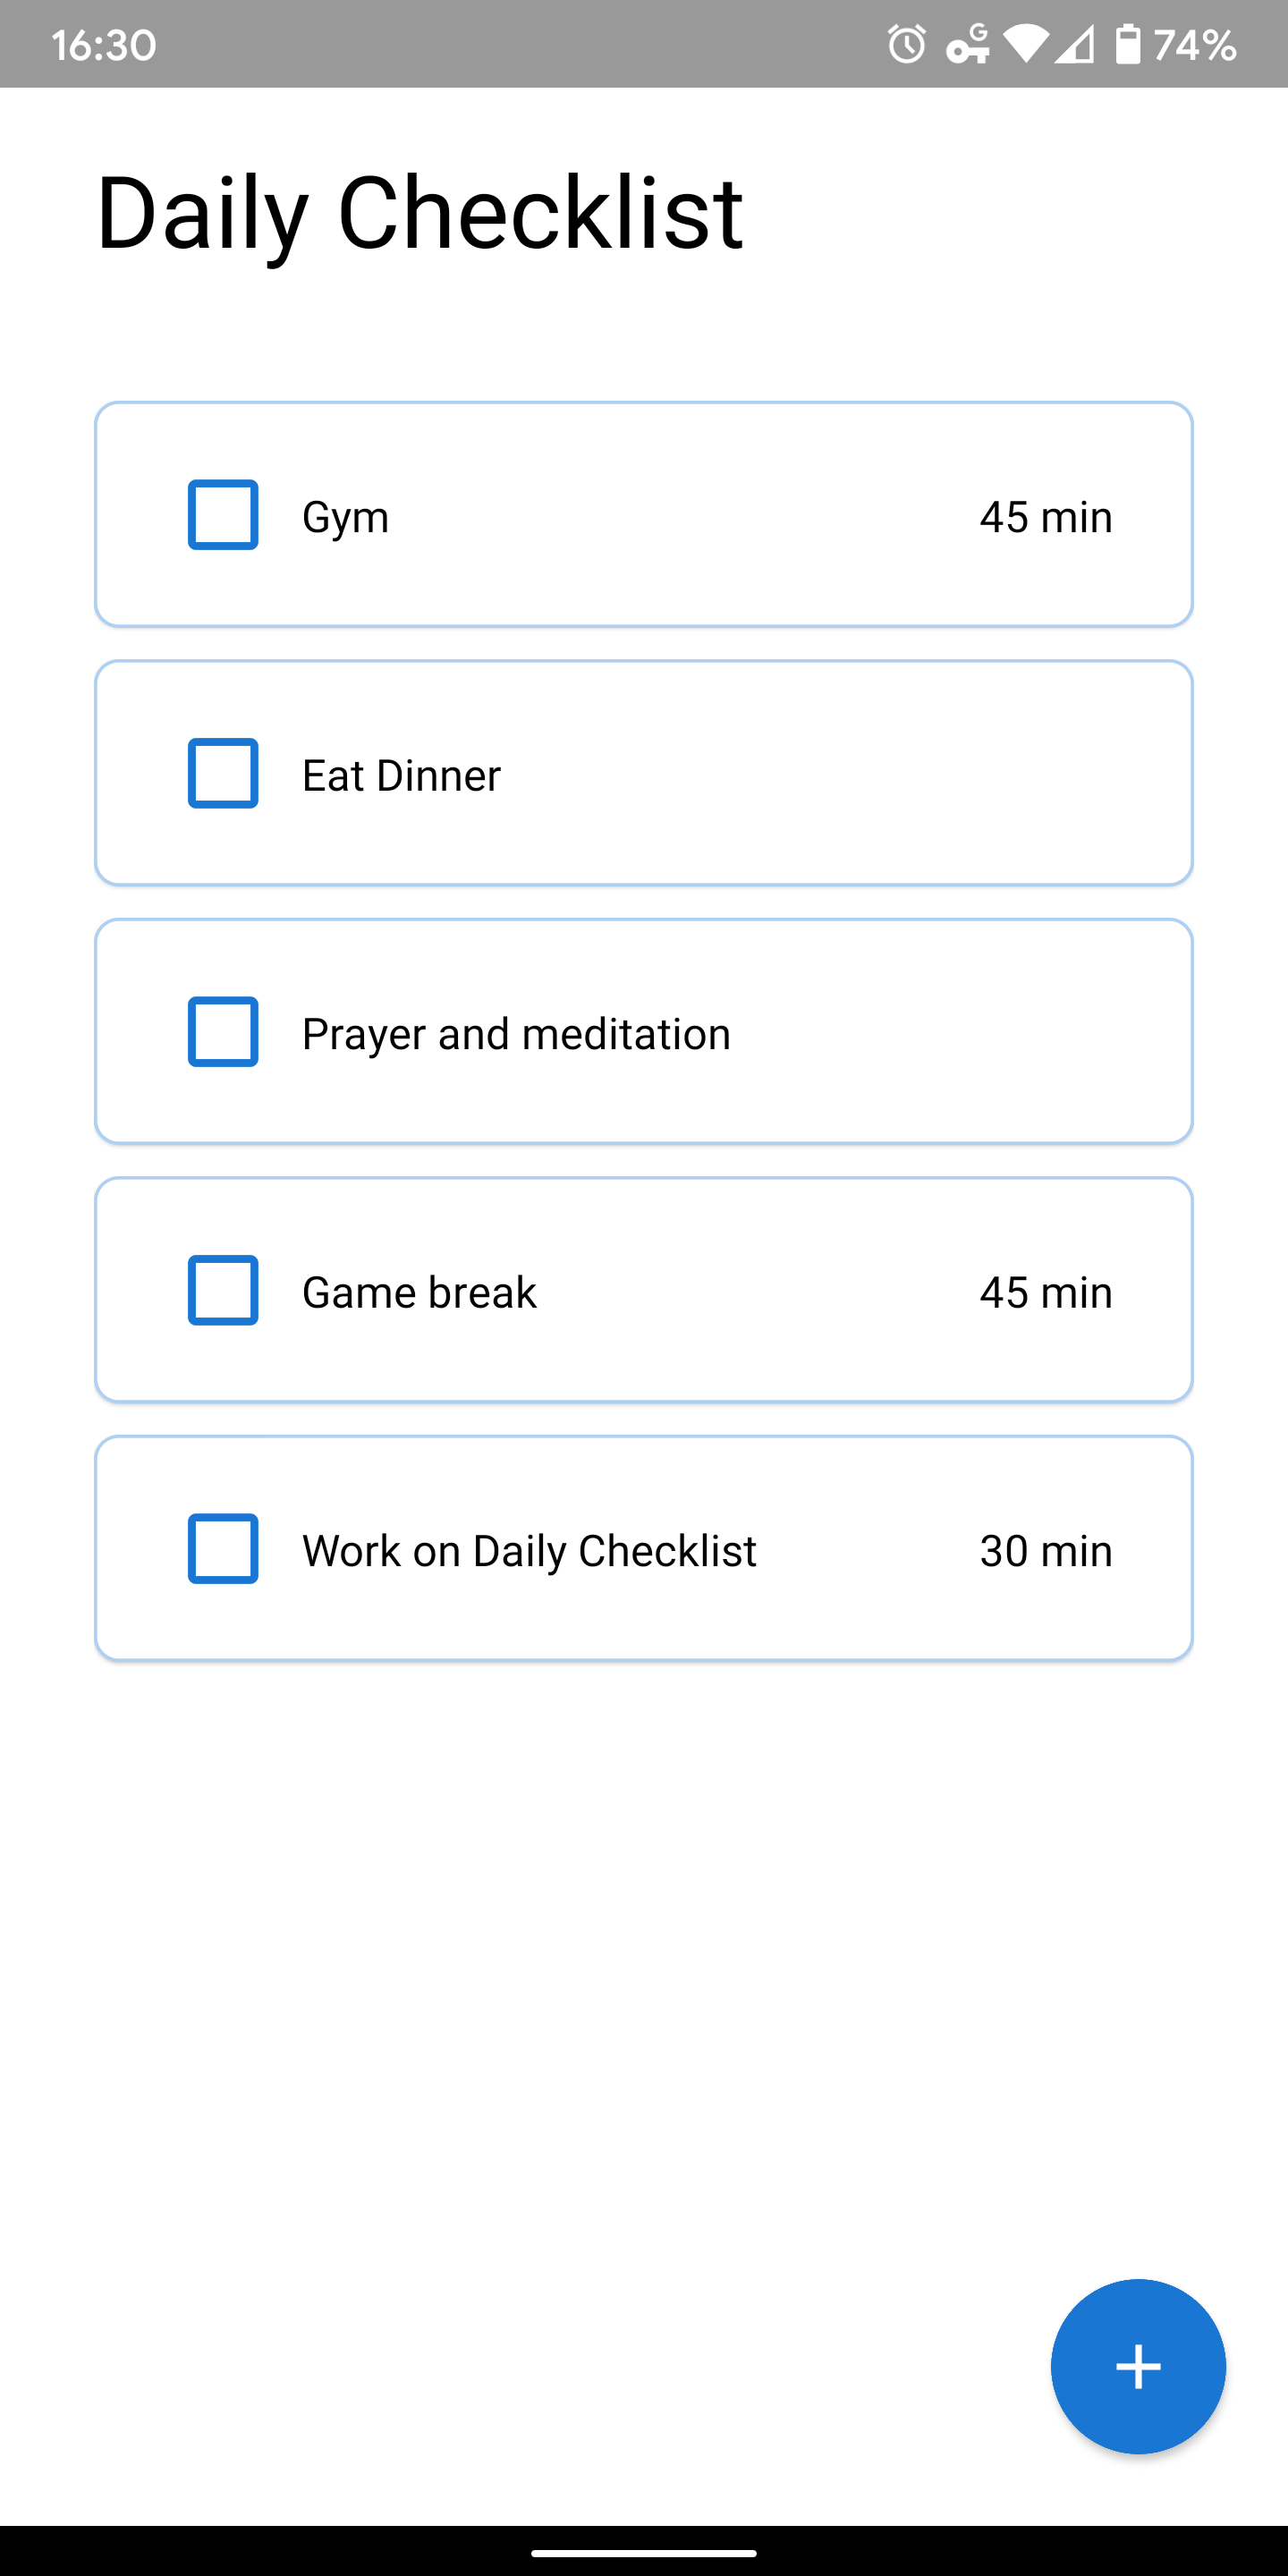 16:30 G 74%
Daily Checklist
Gym 45 min
Eat Dinner
Prayer and meditation
Game break 45 min
Work on Daily Checklist 30 min
+